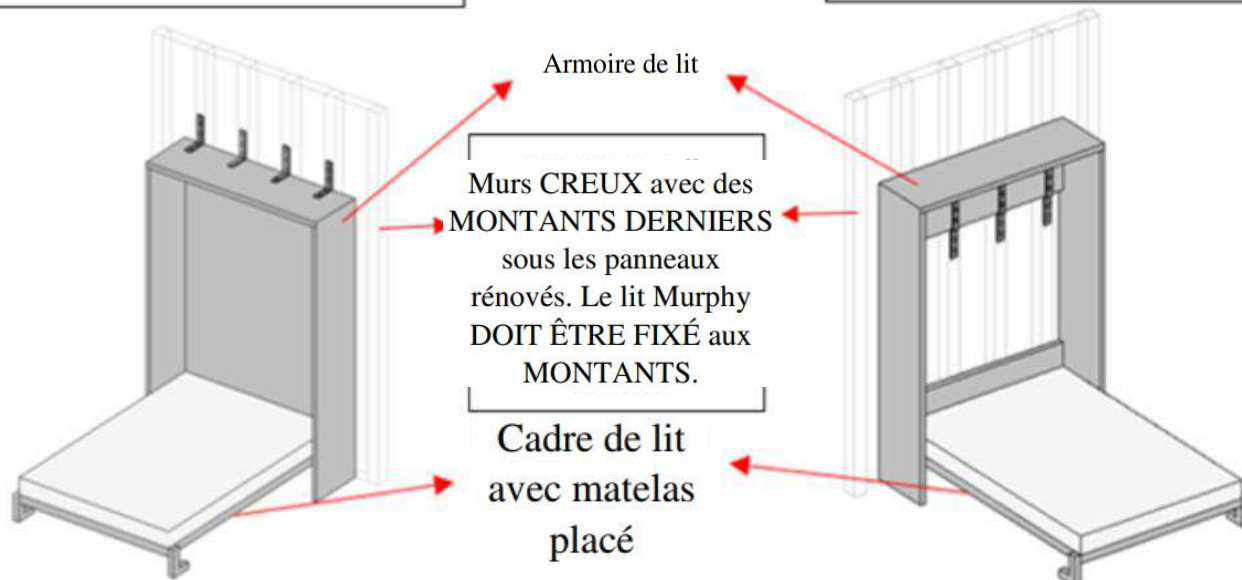 Armoire de lit
Murs CREUX avec des
MONTANTS DERNIERS
sous les panneaux
rénovés. Le lit Murphy
DOIT ÊTRE FIXÉ aux
MONTANTS.
Cadre de lit
avec matelas
placé